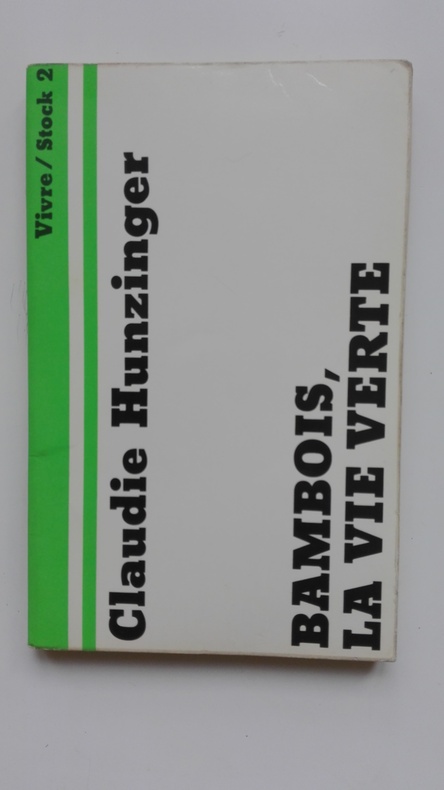 Vivre / Stock 2
Claudie Hunzinger
BAMBOIS,
LA VIE VERTE